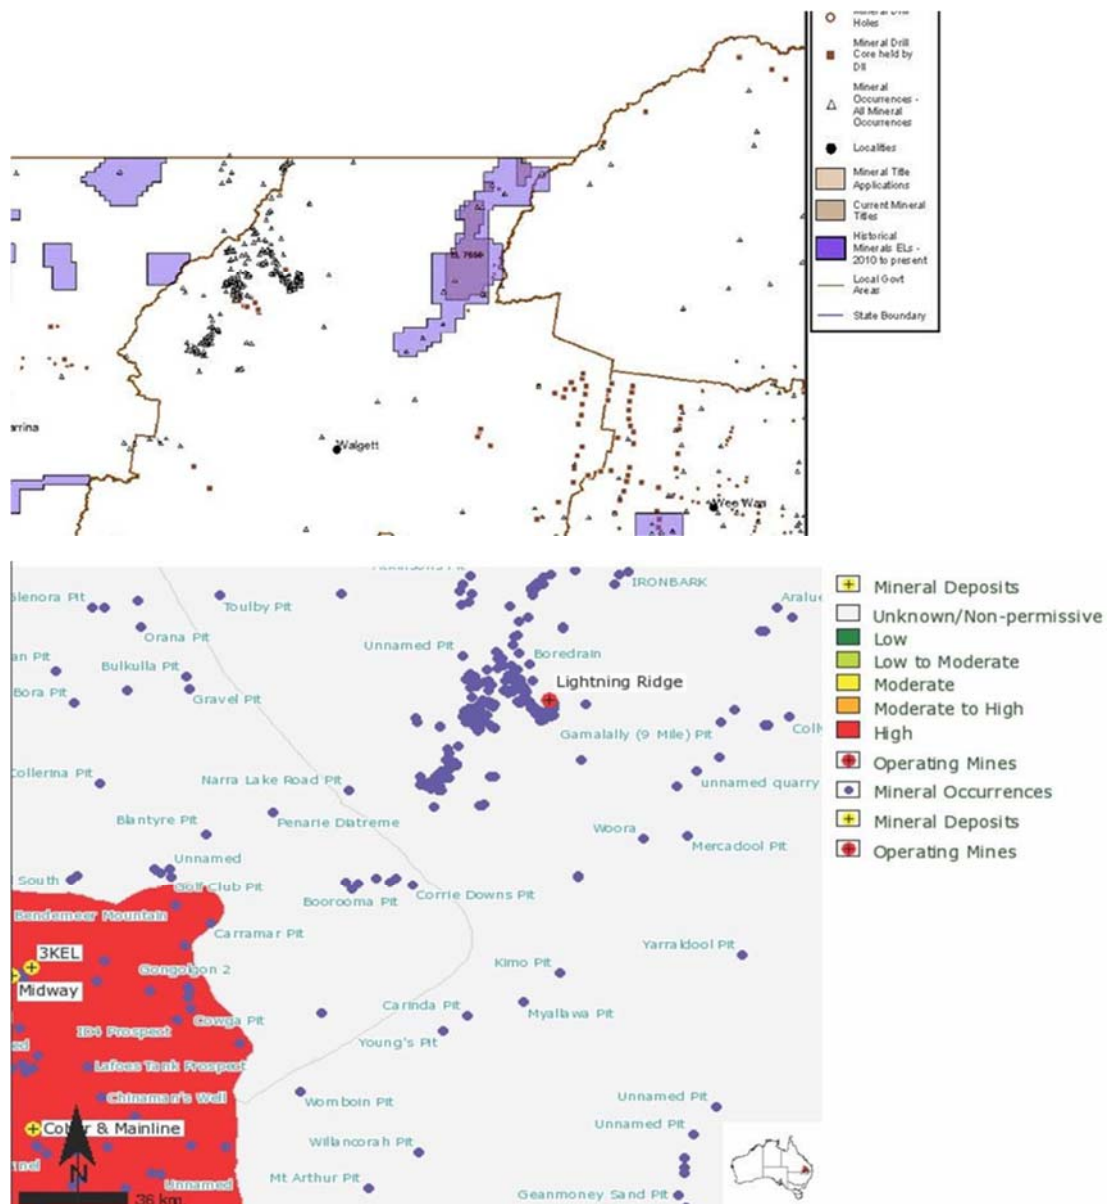 Holes
Mineral Drill
Core held by
DII
Mineral
Occurrences -
All Mineral
Occurrences
Localities
Mineral Title
Applications
Current Mineral
Titles
Historical
Minerals ELs -
2010 to present
Local Govt
Areas
State Boundary
arrina
Walgett
Wee Waa
IRONBARK
Glenora Pit
Toulby Pit
Orana Pit
Unnamed Pit
Boredrain
an Pit
Bulkulla Pit
Lightning Ridge
Bora Pit
Gravel Pit
Gamalally (9 Mile) Pit
Collerina Pit
Narra Lake Road Pit
unnamed quarry
Blantyre Pit
Penarie Diatreme
Woora
Mercadool Pit
Unnamed
South
Golf Club Pit
Boorooma Pit
Corrie Downs Pit
Bendemeer Mountain
Carramar Pit
Yarraldool Pit
3KEL
Gongolgon 2
Kimo Pit
Midway
Carinda Pit
Myallawa Pit
ID4 Prospect
Cowga Pit
Young's Pit
Lafoes Tank Prospect
Chinaman's Well
Womboin Pit
Unnamed Pit
Cobar & Mainline
Unnamed Pit
Willancorah Pit
N
Unnamed
Mt Arthur Pit
Geanmoney Sand Pit
36 km
Mineral Deposits
Unknown/Non-permissive
Low
Low to Moderate
Moderate
Moderate to High
High
Operating Mines
Mineral Occurrences
Mineral Deposits
Operating Mines